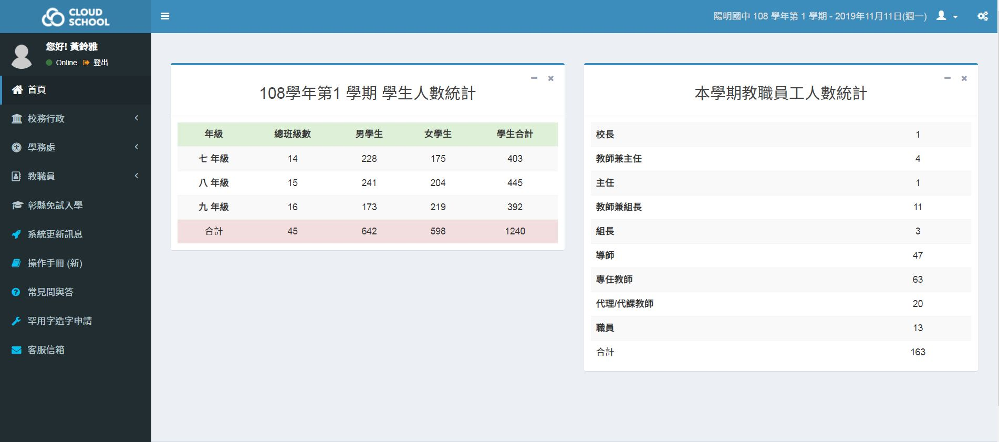 CLOUD
SCHOOL
陽明國中 108 學年第 1 學期 - 2019年11月11日(週一)
您好! 黃鈴雅
Online 登出
首頁
校務行政
學務處
教職員
彰縣免試入學
系統更新訊息
操作手冊 (新)
常見問與答
罕用字造字申請
客服信箱
108學年第1 學期 學生人數統計
年級 總班級數 男學生 女學生 學生合計
七 年級 14 228 175 403
八 年級 15 241 204 445
九 年級 16 173 219 392
合計 45 642 598 1240
本學期教職員工人數統計
校長 1
教師兼主任 4
主任 1
教師兼組長 11
組長 3
導師 47
專任教師 63
代理/代課教師 20
職員 13
合計 163